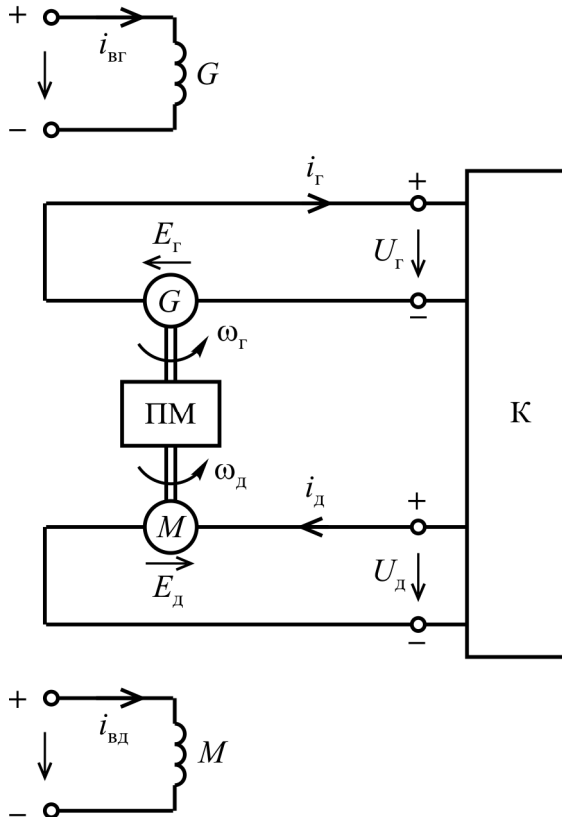 +
i_вг
G
−
i_г
+
E_г
U_г
G
−
ω_г
ПМ
К
ω_д
i_д
+
M
E_д
U_д
−
+
i_вд
M
−